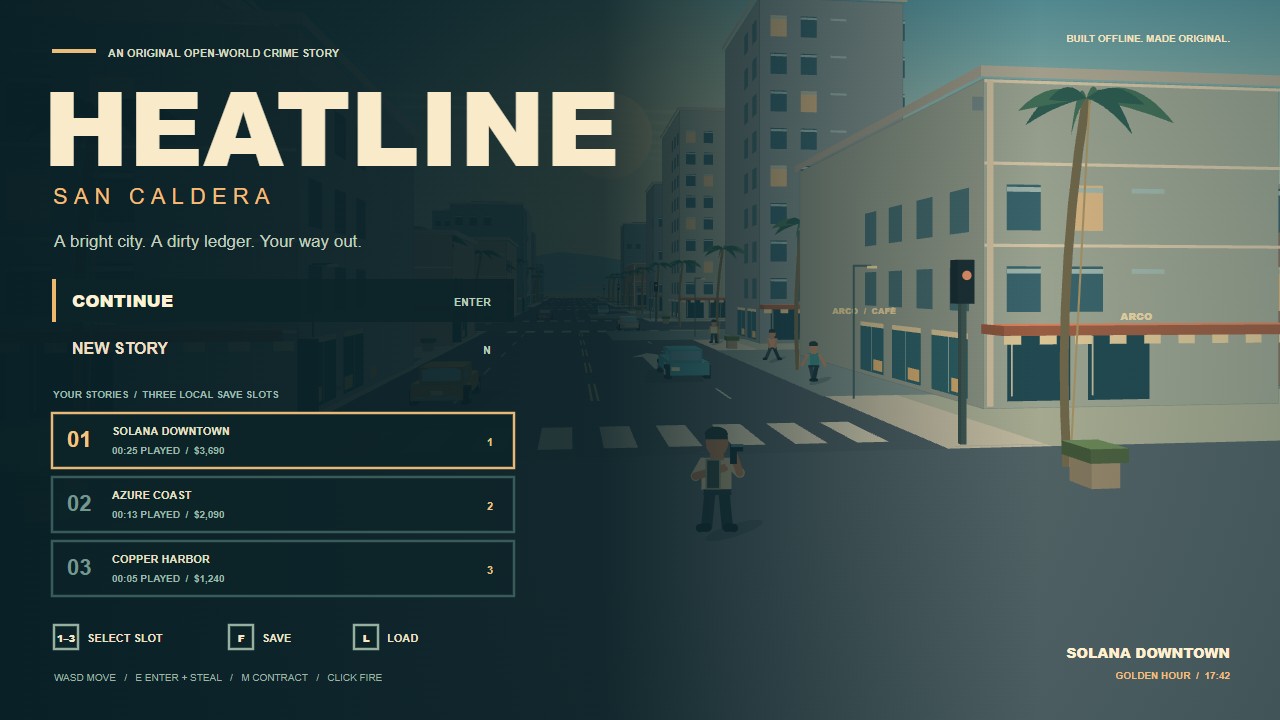 AN ORIGINAL OPEN-WORLD CRIME STORY
BUILT OFFLINE. MADE ORIGINAL.
HEATLINE
SAN CALDERA
A bright city. A dirty ledger. Your way out.
CONTINUE ENTER
NEW STORY N
ARCO / CAFÉ
ARCO
YOUR STORIES / THREE LOCAL SAVE SLOTS
01 SOLANA DOWNTOWN 1
00:25 PLAYED / $3,690
02 AZURE COAST 2
00:13 PLAYED / $2,090
03 COPPER HARBOR 3
00:05 PLAYED / $1,240
1–3 SELECT SLOT F SAVE L LOAD
WASD MOVE / E ENTER + STEAL / M CONTRACT / CLICK FIRE
SOLANA DOWNTOWN
GOLDEN HOUR / 17:42